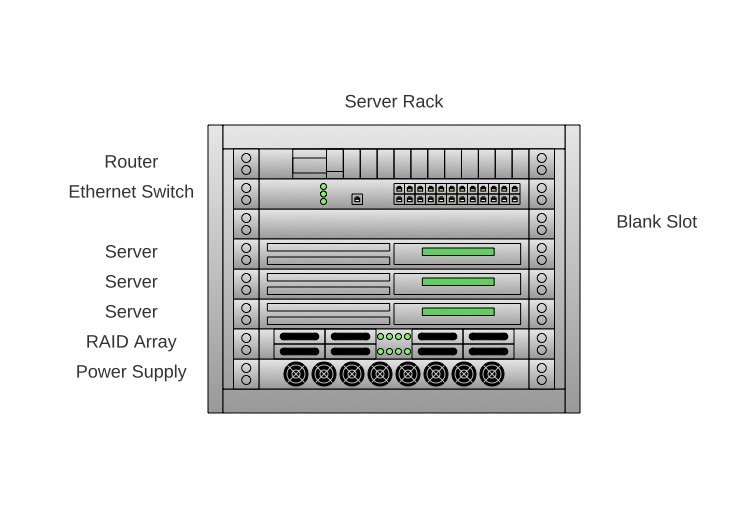 Server Rack
Router
Ethernet Switch
Blank Slot
Server
Server
Server
RAID Array
Power Supply